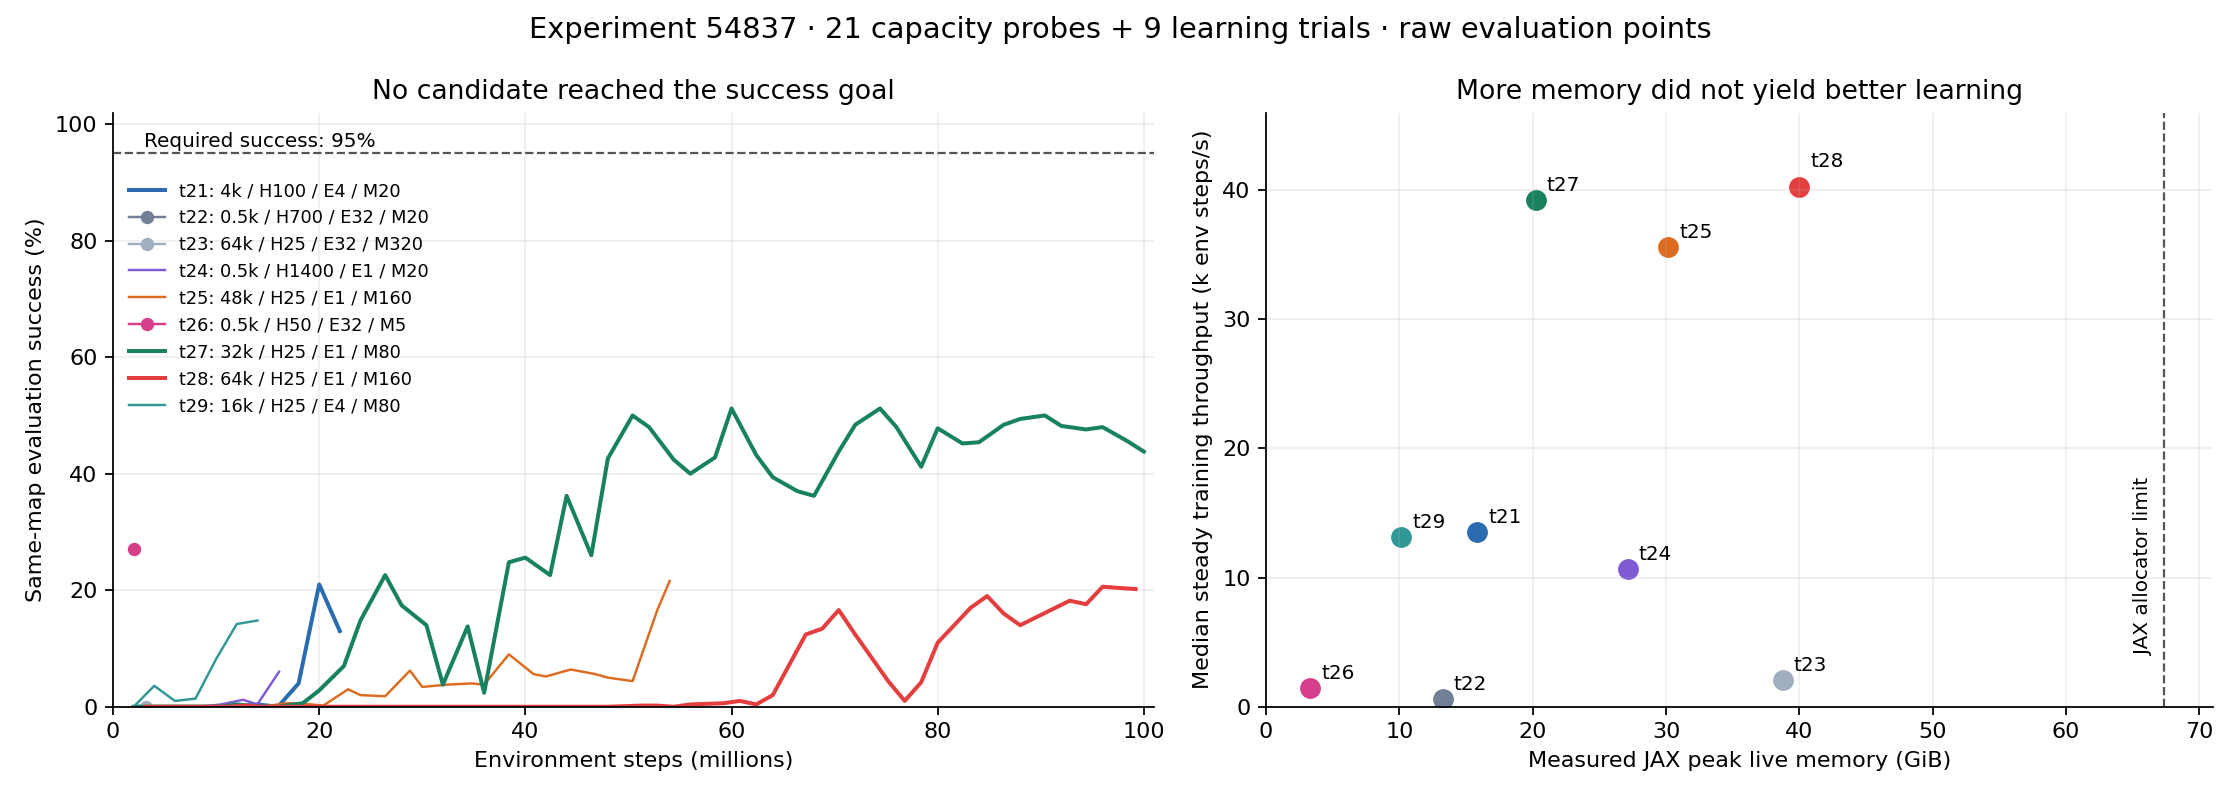 Experiment 54837 · 21 capacity probes + 9 learning trials · raw evaluation points
No candidate reached the success goal
Same-map evaluation success (%)
100
80
60
40
20
0
Required success: 95%
t21: 4k / H100 / E4 / M20
t22: 0.5k / H700 / E32 / M20
t23: 64k / H25 / E32 / M320
t24: 0.5k / H1400 / E1 / M20
t25: 48k / H25 / E1 / M160
t26: 0.5k / H50 / E32 / M5
t27: 32k / H25 / E1 / M80
t28: 64k / H25 / E1 / M160
t29: 16k / H25 / E4 / M80
0 20 40 60 80 100
Environment steps (millions)
More memory did not yield better learning
Median steady training throughput (k env steps/s)
40
30
20
10
0
t28
t27
t25
t29
t21
t24
t26
t22
t23
JAX allocator limit
0 10 20 30 40 50 60 70
Measured JAX peak live memory (GiB)